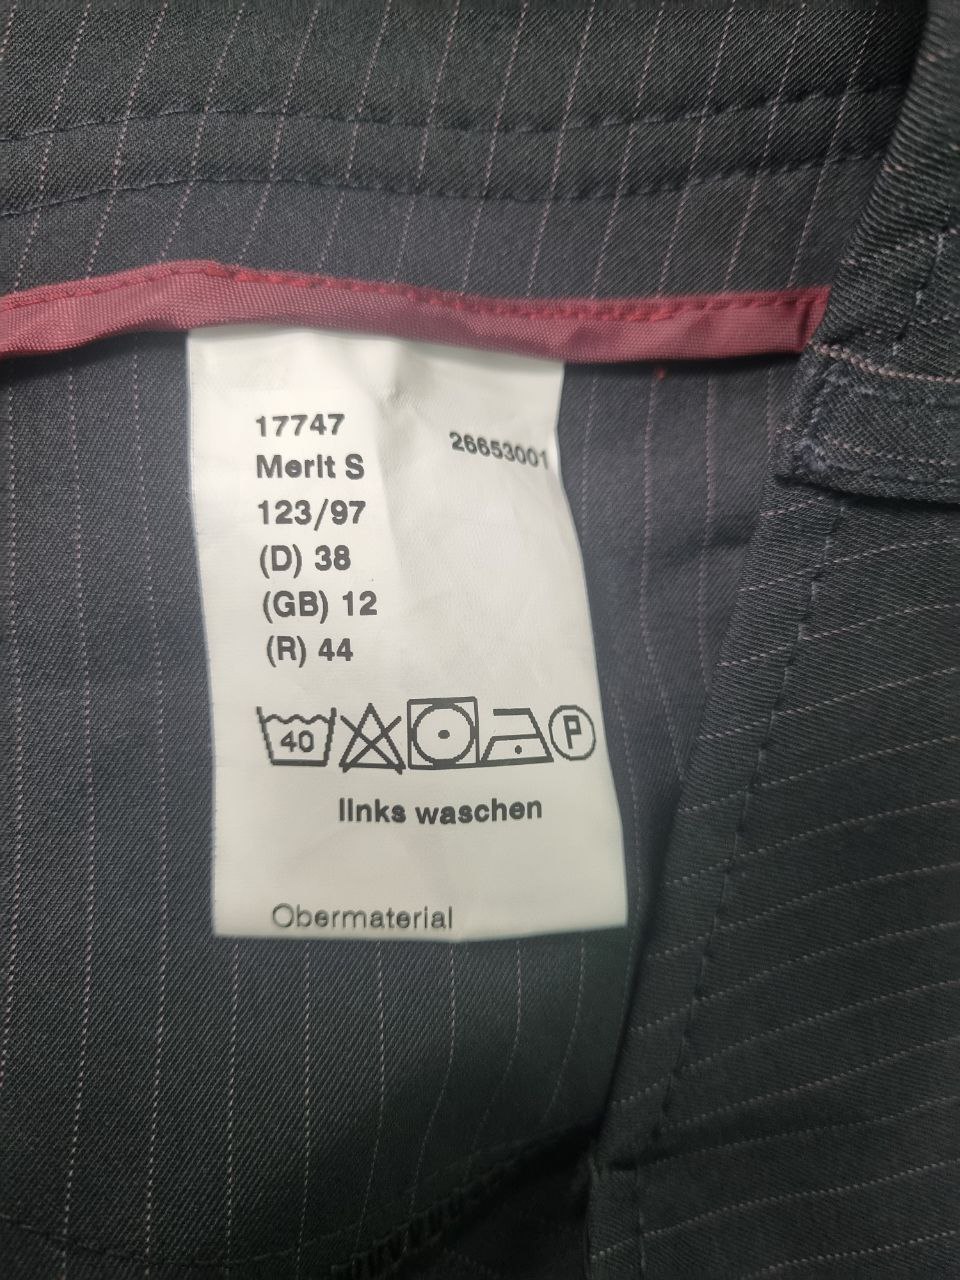 17747
26653001
Merit S
123/97
(D) 38
(GB) 12
(R) 44
40 P
links waschen
Obermaterial